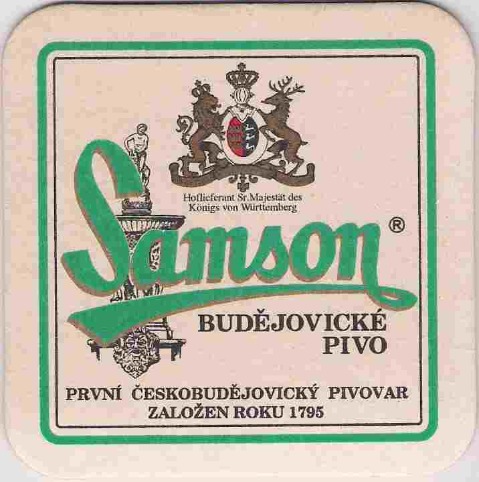 Hoflieferant Sr. Majestät des
Königs von Württemberg
Samson ®
BUDĚJOVICKÉ
PIVO
PRVNÍ ČESKOBUDĚJOVICKÝ PIVOVAR
ZALOŽEN ROKU 1795